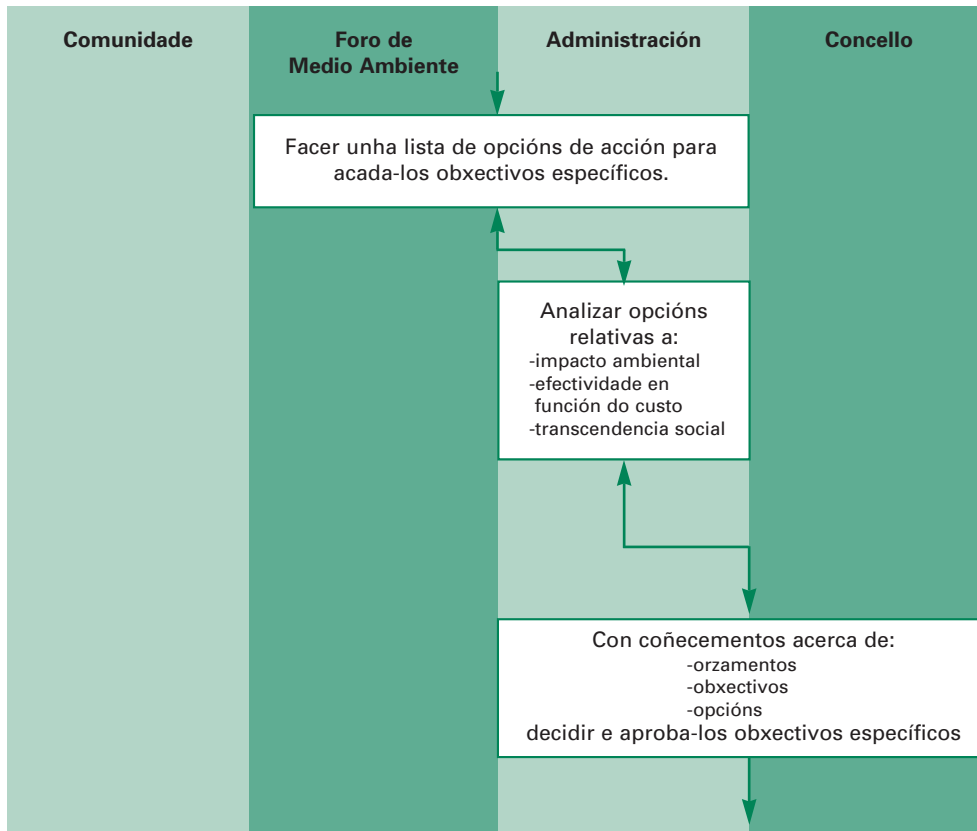 Comunidade
Foro de
Medio Ambiente
Administración
Concello
Facer unha lista de opcións de acción para
acada-los obxectivos específicos.
Analizar opcións
relativas a:
-impacto ambiental
-efectividade en
función do custo
-transcendencia social
Con coñecementos acerca de:
-orzamentos
-obxectivos
-opcións
decidir e aproba-los obxectivos específicos